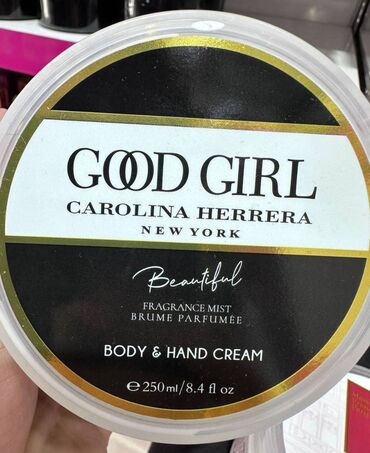 GOOD GIRL
CAROLINA HERRERA
NEW YORK
Beautiful
FRAGRANCE MIST
BRUME PARFUMÉE
BODY & HAND CREAM
e 250ml/8.4 fl oz